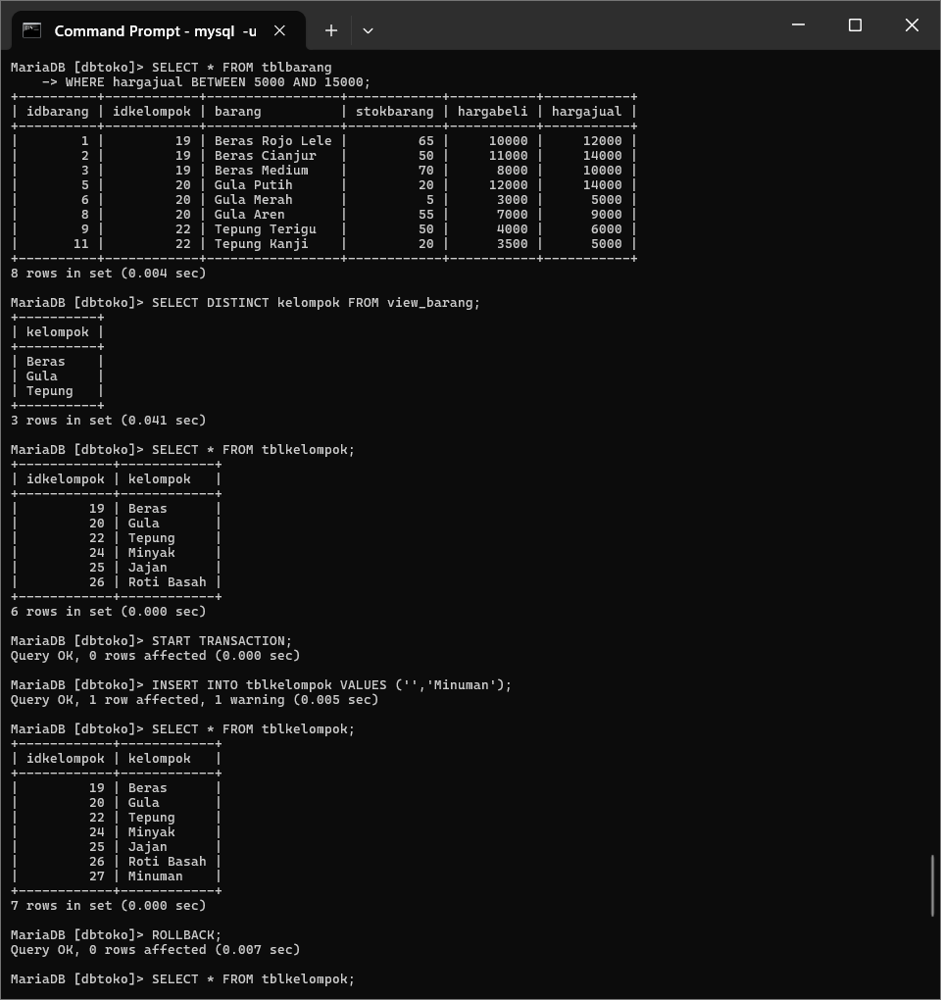 Command Prompt - mysql  -u
MariaDB [dbtoko]> SELECT * FROM tblbarang
    -> WHERE hargajual BETWEEN 5000 AND 15000;
+----------+------------+-----------------+------------+-----------+-----------+
| idbarang | idkelompok | barang          | stokbarang | hargabeli | hargajual |
+----------+------------+-----------------+------------+-----------+-----------+
|        1 |         19 | Beras Rojo Lele |         65 |     10000 |     12000 |
|        2 |         19 | Beras Cianjur   |         50 |     11000 |     14000 |
|        3 |         19 | Beras Medium    |         70 |      8000 |     10000 |
|        5 |         20 | Gula Putih      |         20 |     12000 |     14000 |
|        6 |         20 | Gula Merah      |          5 |      3000 |      5000 |
|        8 |         20 | Gula Aren       |         55 |      7000 |      9000 |
|        9 |         22 | Tepung Terigu   |         50 |      4000 |      6000 |
|       11 |         22 | Tepung Kanji    |         20 |      3500 |      5000 |
+----------+------------+-----------------+------------+-----------+-----------+
8 rows in set (0.004 sec)

MariaDB [dbtoko]> SELECT DISTINCT kelompok FROM view_barang;
+----------+
| kelompok |
+----------+
| Beras    |
| Gula     |
| Tepung   |
+----------+
3 rows in set (0.041 sec)

MariaDB [dbtoko]> SELECT * FROM tblkelompok;
+------------+------------+
| idkelompok | kelompok   |
+------------+------------+
|         19 | Beras      |
|         20 | Gula       |
|         22 | Tepung     |
|         24 | Minyak     |
|         25 | Jajan      |
|         26 | Roti Basah |
+------------+------------+
6 rows in set (0.000 sec)

MariaDB [dbtoko]> START TRANSACTION;
Query OK, 0 rows affected (0.000 sec)

MariaDB [dbtoko]> INSERT INTO tblkelompok VALUES ('','Minuman');
Query OK, 1 row affected, 1 warning (0.005 sec)

MariaDB [dbtoko]> SELECT * FROM tblkelompok;
+------------+------------+
| idkelompok | kelompok   |
+------------+------------+
|         19 | Beras      |
|         20 | Gula       |
|         22 | Tepung     |
|         24 | Minyak     |
|         25 | Jajan      |
|         26 | Roti Basah |
|         27 | Minuman    |
+------------+------------+
7 rows in set (0.000 sec)

MariaDB [dbtoko]> ROLLBACK;
Query OK, 0 rows affected (0.007 sec)

MariaDB [dbtoko]> SELECT * FROM tblkelompok;